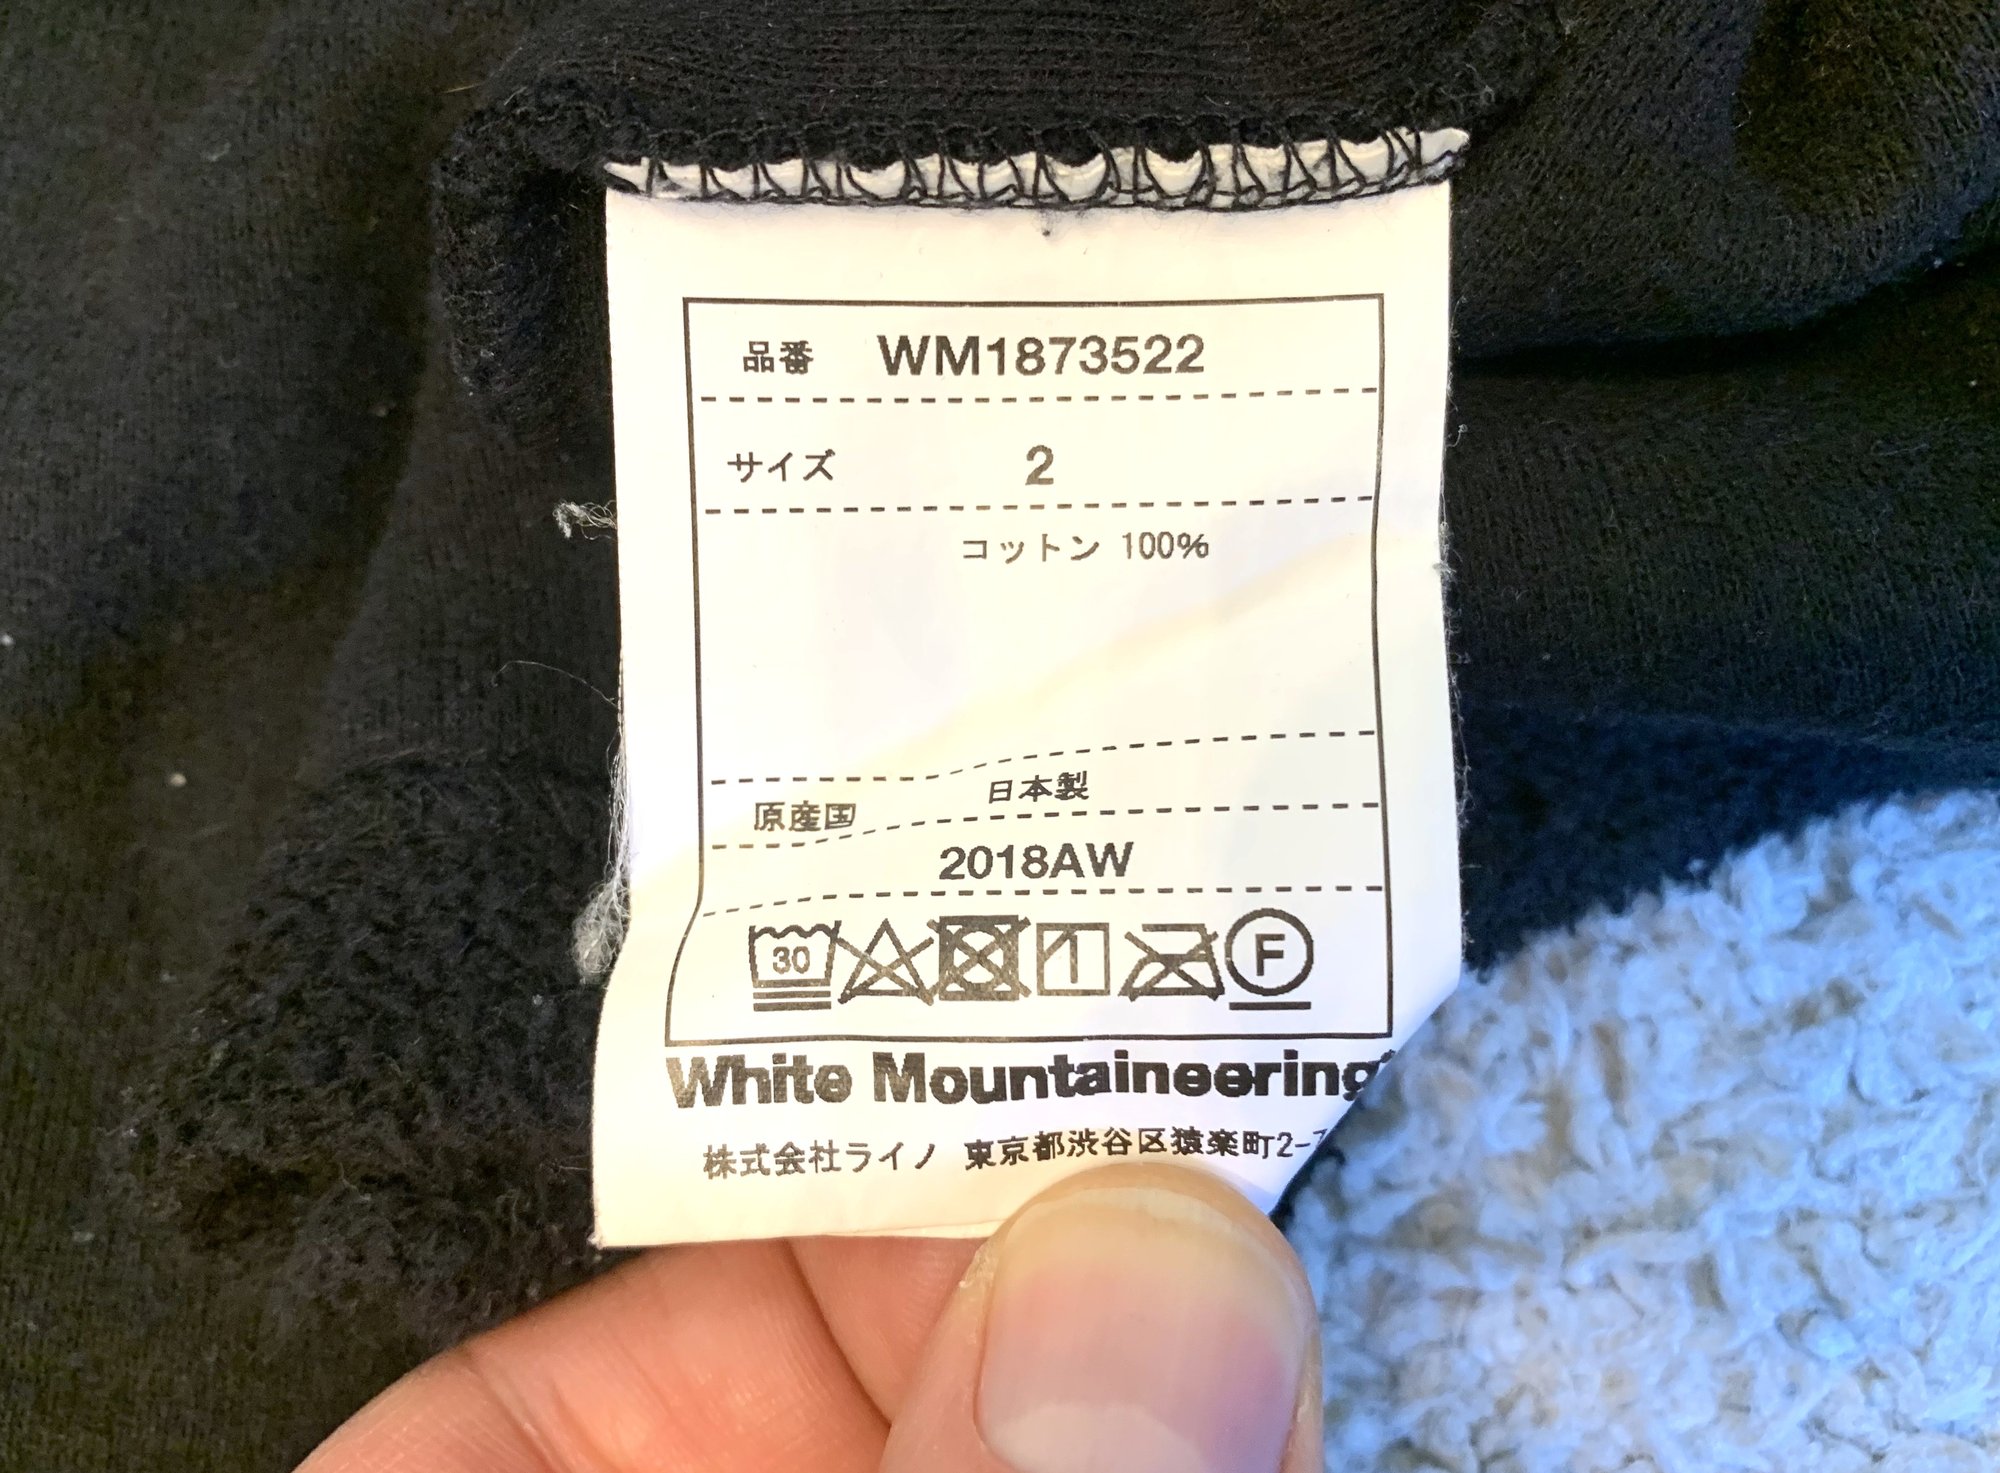 品番 WM1873522
サイズ 2
コットン 100%
原産国 日本製
2018AW
30 F
White Mountaineering
株式会社ライノ 東京都渋谷区猿楽町2-